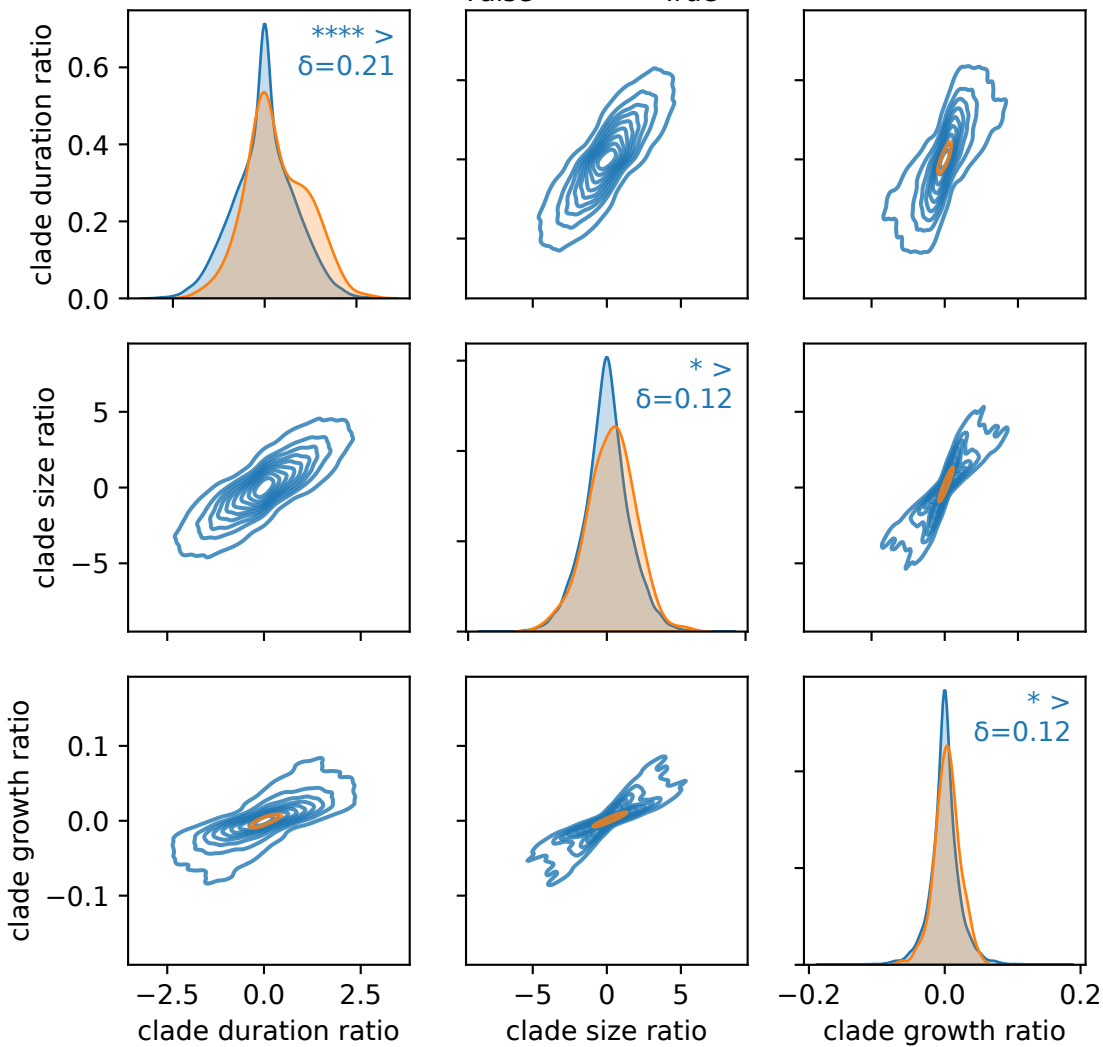 clade duration ratio
0.6
0.4
0.2
0.0
**** >
δ=0.21
clade size ratio
5
0
−5
* >
δ=0.12
clade growth ratio
0.1
0.0
−0.1
* >
δ=0.12
−2.5 0.0 2.5
−5 0 5
−0.2 0.0 0.2
clade duration ratio
clade size ratio
clade growth ratio